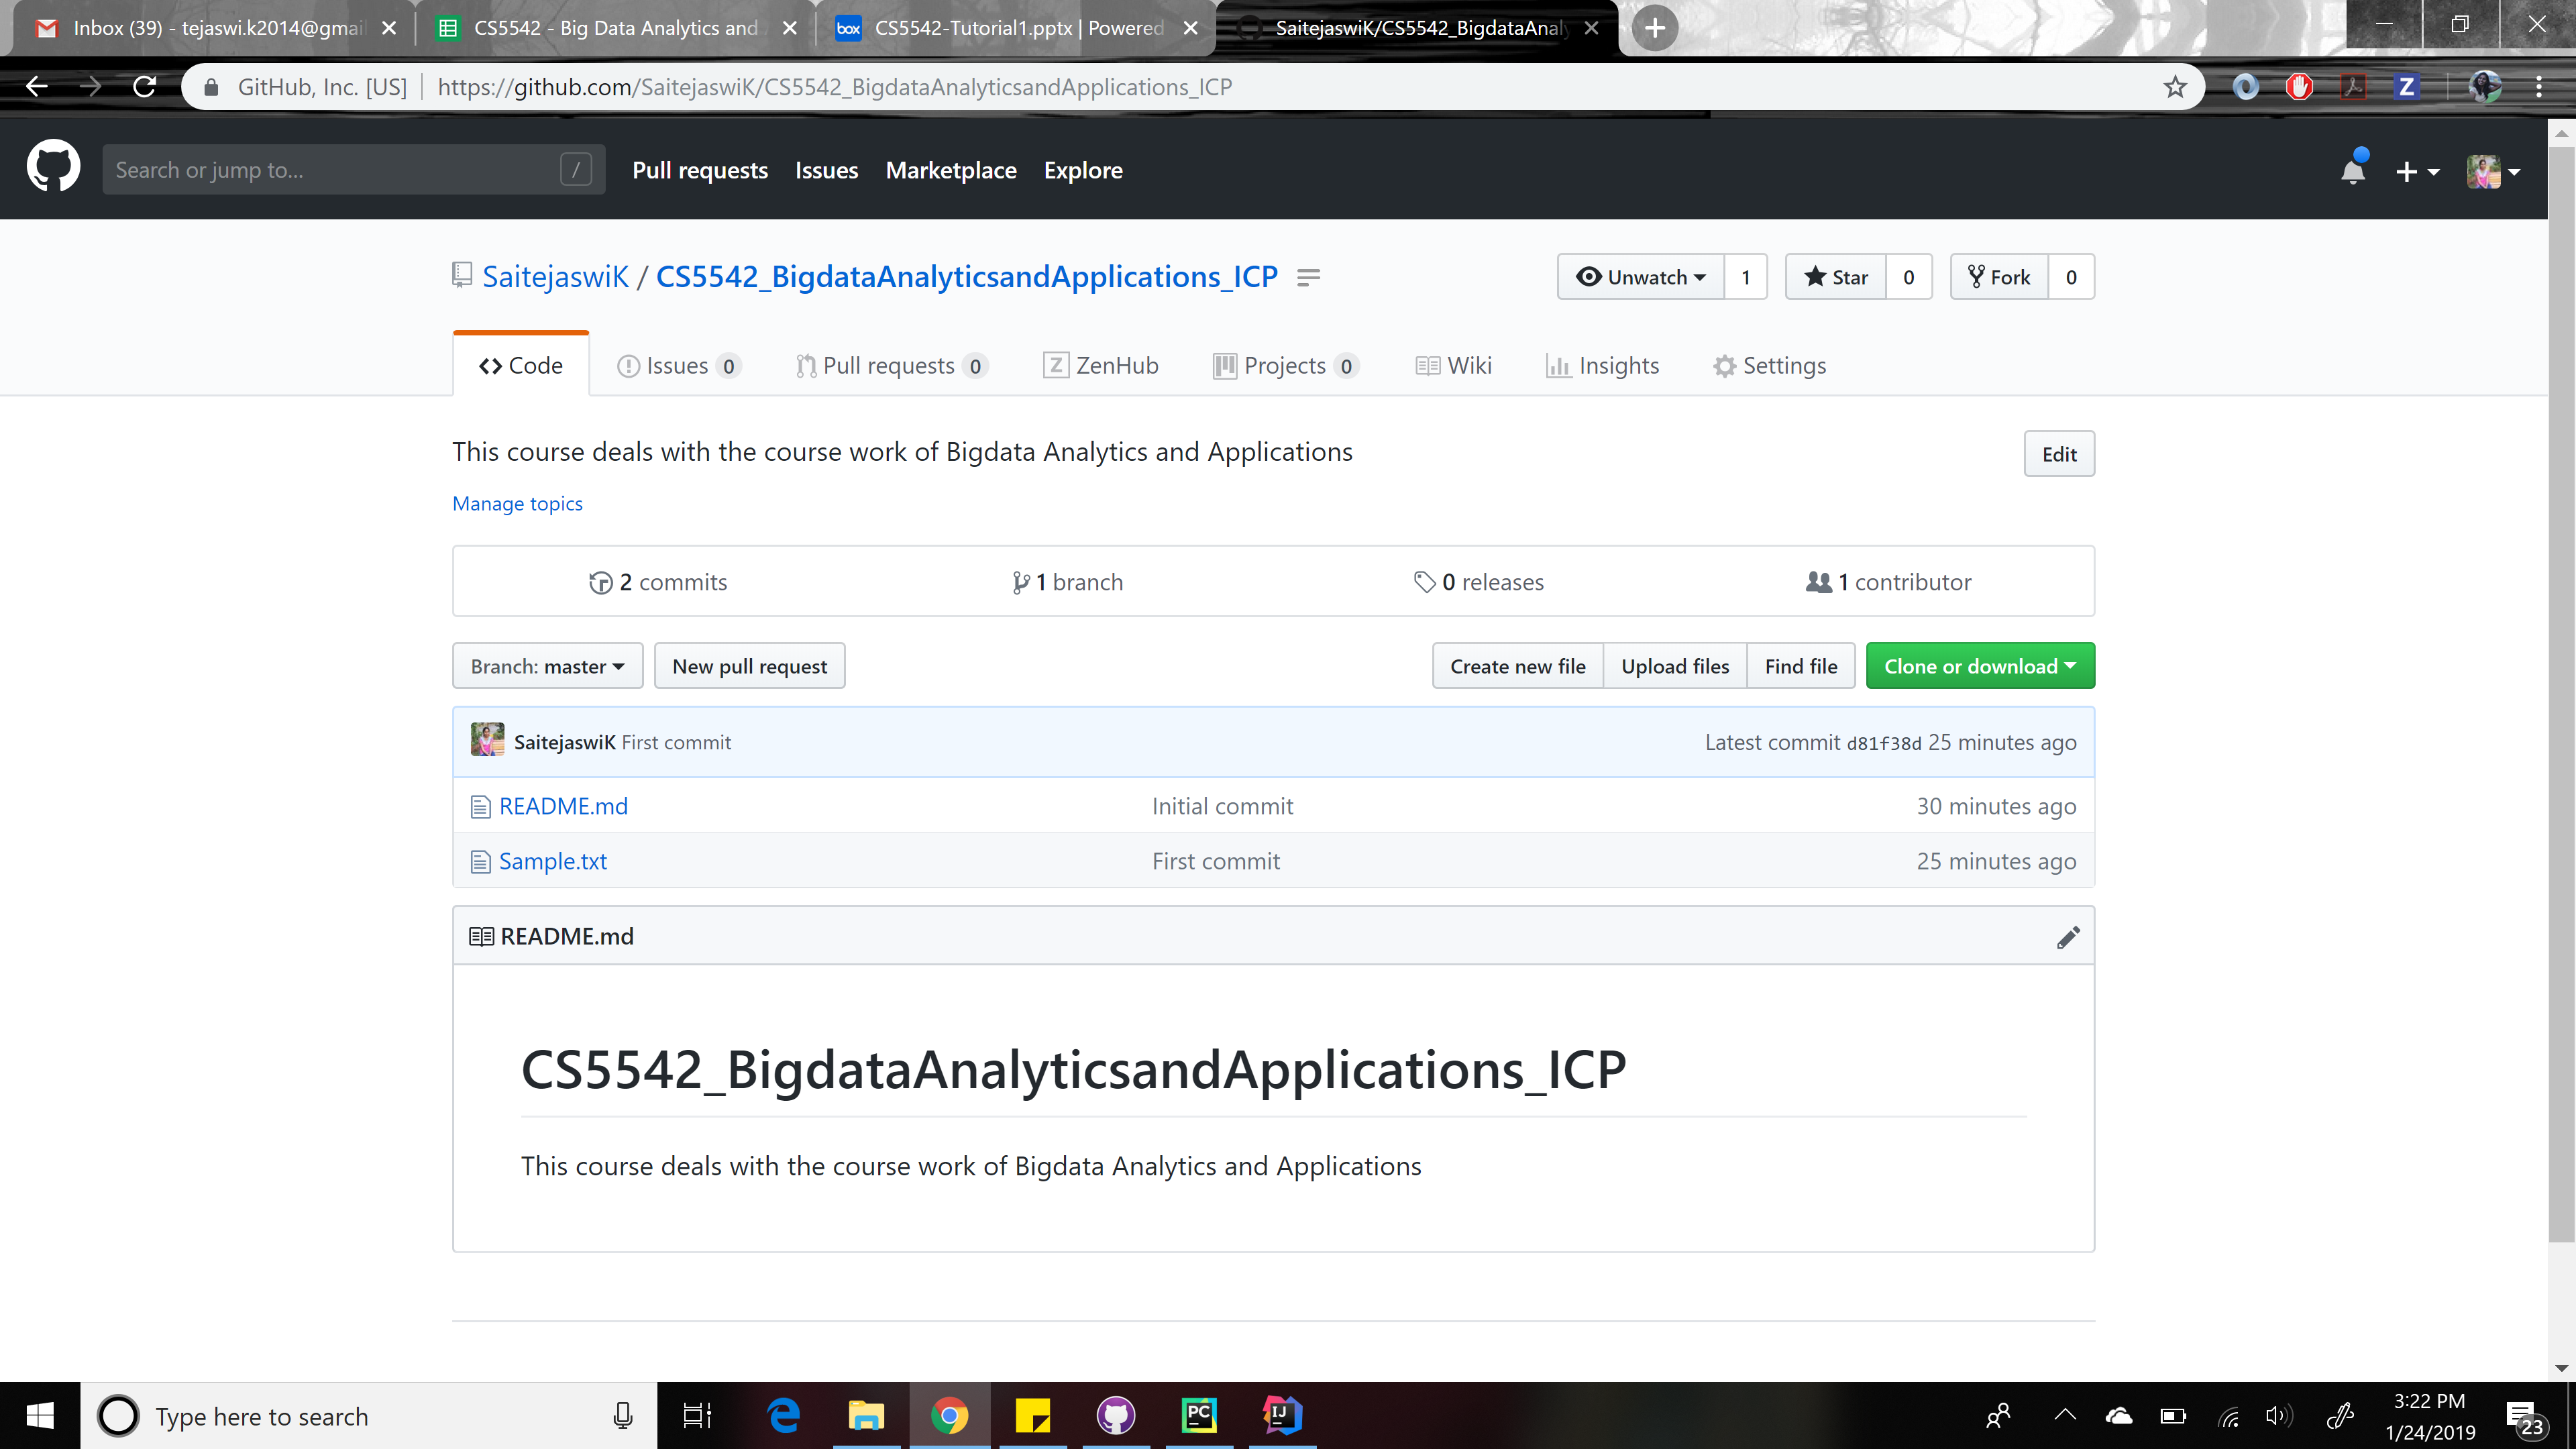 Inbox (39) - tejaswi.k2014@gmail
CS5542 - Big Data Analytics and
CS5542-Tutorial1.pptx | Powered
SaitejaswiK/CS5542_BigdataAnaly
GitHub, Inc. [US] https://github.com/SaitejaswiK/CS5542_BigdataAnalyticsandApplications_ICP
Z
Search or jump to... /
Pull requests Issues Marketplace Explore
SaitejaswiK / CS5542_BigdataAnalyticsandApplications_ICP
Unwatch 1 Star 0 Fork 0
Code Issues 0 Pull requests 0 Z ZenHub Projects 0 Wiki Insights Settings
This course deals with the course work of Bigdata Analytics and Applications
Edit
Manage topics
2 commits 1 branch 0 releases 1 contributor
Branch: master New pull request Create new file Upload files Find file Clone or download
SaitejaswiK First commit Latest commit d81f38d 25 minutes ago
README.md Initial commit 30 minutes ago
Sample.txt First commit 25 minutes ago
README.md
CS5542_BigdataAnalyticsandApplications_ICP
This course deals with the course work of Bigdata Analytics and Applications
Type here to search
PC
IJ
3:22 PM
1/24/2019
23
box